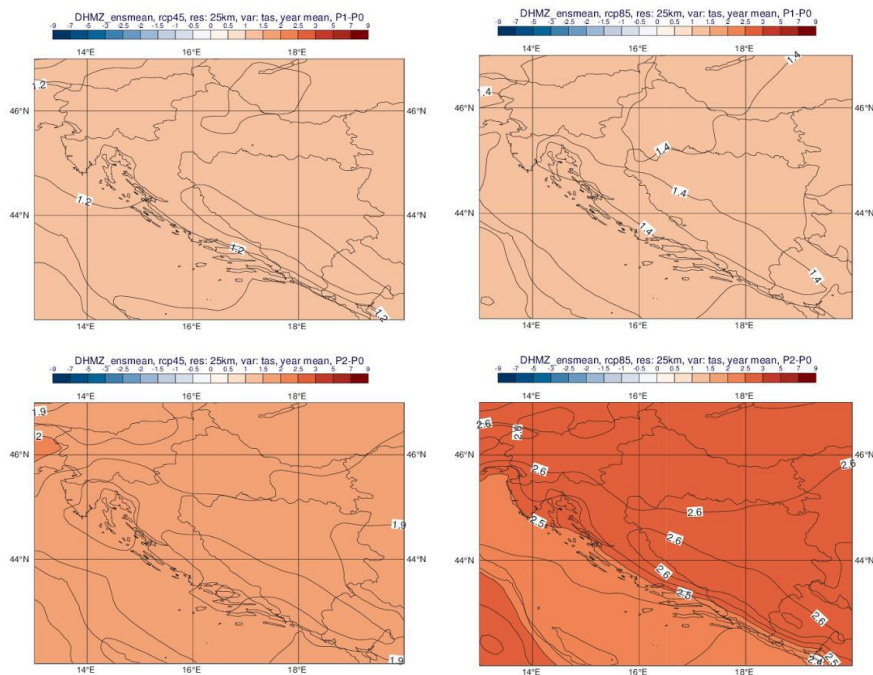 DHMZ_ensmean, rcp45, res: 25km, var: tas, year mean, P1-P0
-9 -7 -5 -3 -2.5 -2 -1.5 -1 -0.5 0 0.5 1 1.5 2 2.5 3 5 7 9
14°E 16°E 18°E
1.2
46°N 46°N
1.2
44°N 44°N
1.2
1.2
14°E 16°E 18°E
DHMZ_ensmean, rcp85, res: 25km, var: tas, year mean, P1-P0
-9 -7 -5 -3 -2.5 -2 -1.5 -1 -0.5 0 0.5 1 1.5 2 2.5 3 5 7 9
14°E 16°E 18°E
1.4
1.4
46°N 46°N
1.4
1.4
44°N 44°N
1.4
1.4
14°E 16°E 18°E
DHMZ_ensmean, rcp45, res: 25km, var: tas, year mean, P2-P0
-9 -7 -5 -3 -2.5 -2 -1.5 -1 -0.5 0 0.5 1 1.5 2 2.5 3 5 7 9
14°E 16°E 18°E
1.9
2
46°N 46°N
1.9
44°N 44°N
1.9
14°E 16°E 18°E
DHMZ_ensmean, rcp85, res: 25km, var: tas, year mean, P2-P0
-9 -7 -5 -3 -2.5 -2 -1.5 -1 -0.5 0 0.5 1 1.5 2 2.5 3 5 7 9
14°E 16°E 18°E
2.6 2.6
46°N 46°N
2.6 2.6
2.6
2.5
2.6
44°N 44°N
2.6
2.5
2.6
2.5
2.4
14°E 16°E 18°E